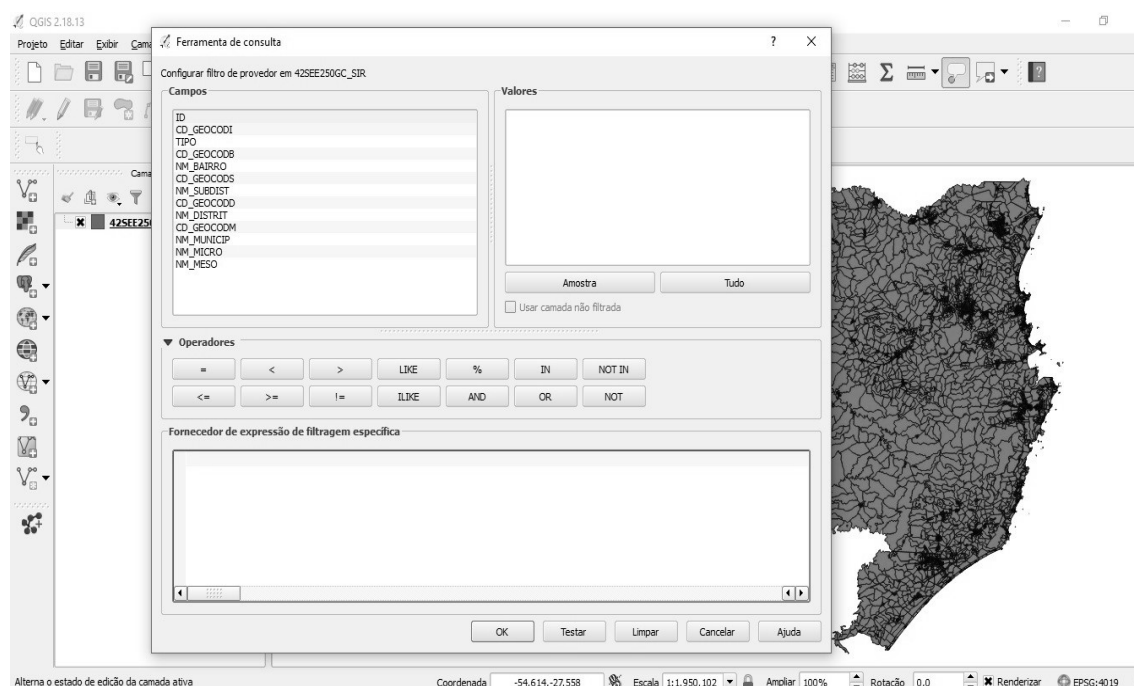 QGIS 2.18.13
Projeto Editar Exibir Cama
Ferramenta de consulta
? X
Configurar filtro de provedor em 42SEE250GC_SIR
Campos
ID
CD_GEOCODI
TIPO
CD_GEOCODB
NM_BAIRRO
CD_GEOCODS
NM_SUBDIST
CD_GEOCODD
NM_DISTRIT
CD_GEOCODM
NM_MUNICIP
NM_MICRO
NM_MESO
Valores
Amostra Tudo
Usar camada não filtrada
Operadores
= < > LIKE % IN NOT IN
<= >= != ILIKE AND OR NOT
Fornecedor de expressão de filtragem específica
OK Testar Limpar Cancelar Ajuda
Cama
42SEE250
Alterna o estado de edição da camada ativa
Coordenada -54.614,-27.558 Escala 1:1.950.102 Ampliar 100% Rotação 0,0 Renderizar EPSG:4019